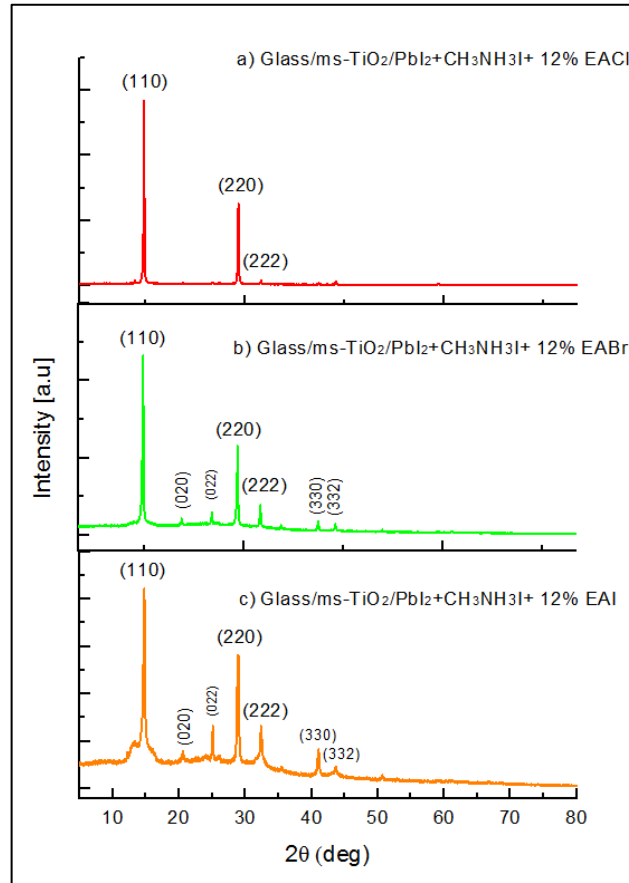 a) Glass/ms-TiO₂/PbI₂+CH₃NH₃I+ 12% EACl
(110)
(220)
(222)
b) Glass/ms-TiO₂/PbI₂+CH₃NH₃I+ 12% EABr
(110)
(220)
(020)
(022)
(222)
(330)
(332)
c) Glass/ms-TiO₂/PbI₂+CH₃NH₃I+ 12% EAI
(110)
(220)
(020)
(022)
(222)
(330)
(332)
Intensity [a.u]
10 20 30 40 50 60 70 80
2θ (deg)